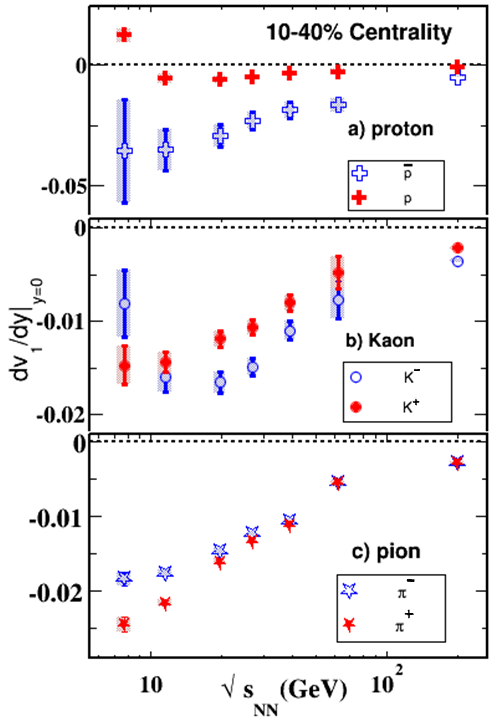 10-40% Centrality
0
a) proton
p̅
p
-0.05
0
dv₁/dy|y=0
-0.01
b) Kaon
K⁻
K⁺
-0.02
0
-0.01
c) pion
-0.02
π⁻
π⁺
10
10²
√sNN (GeV)